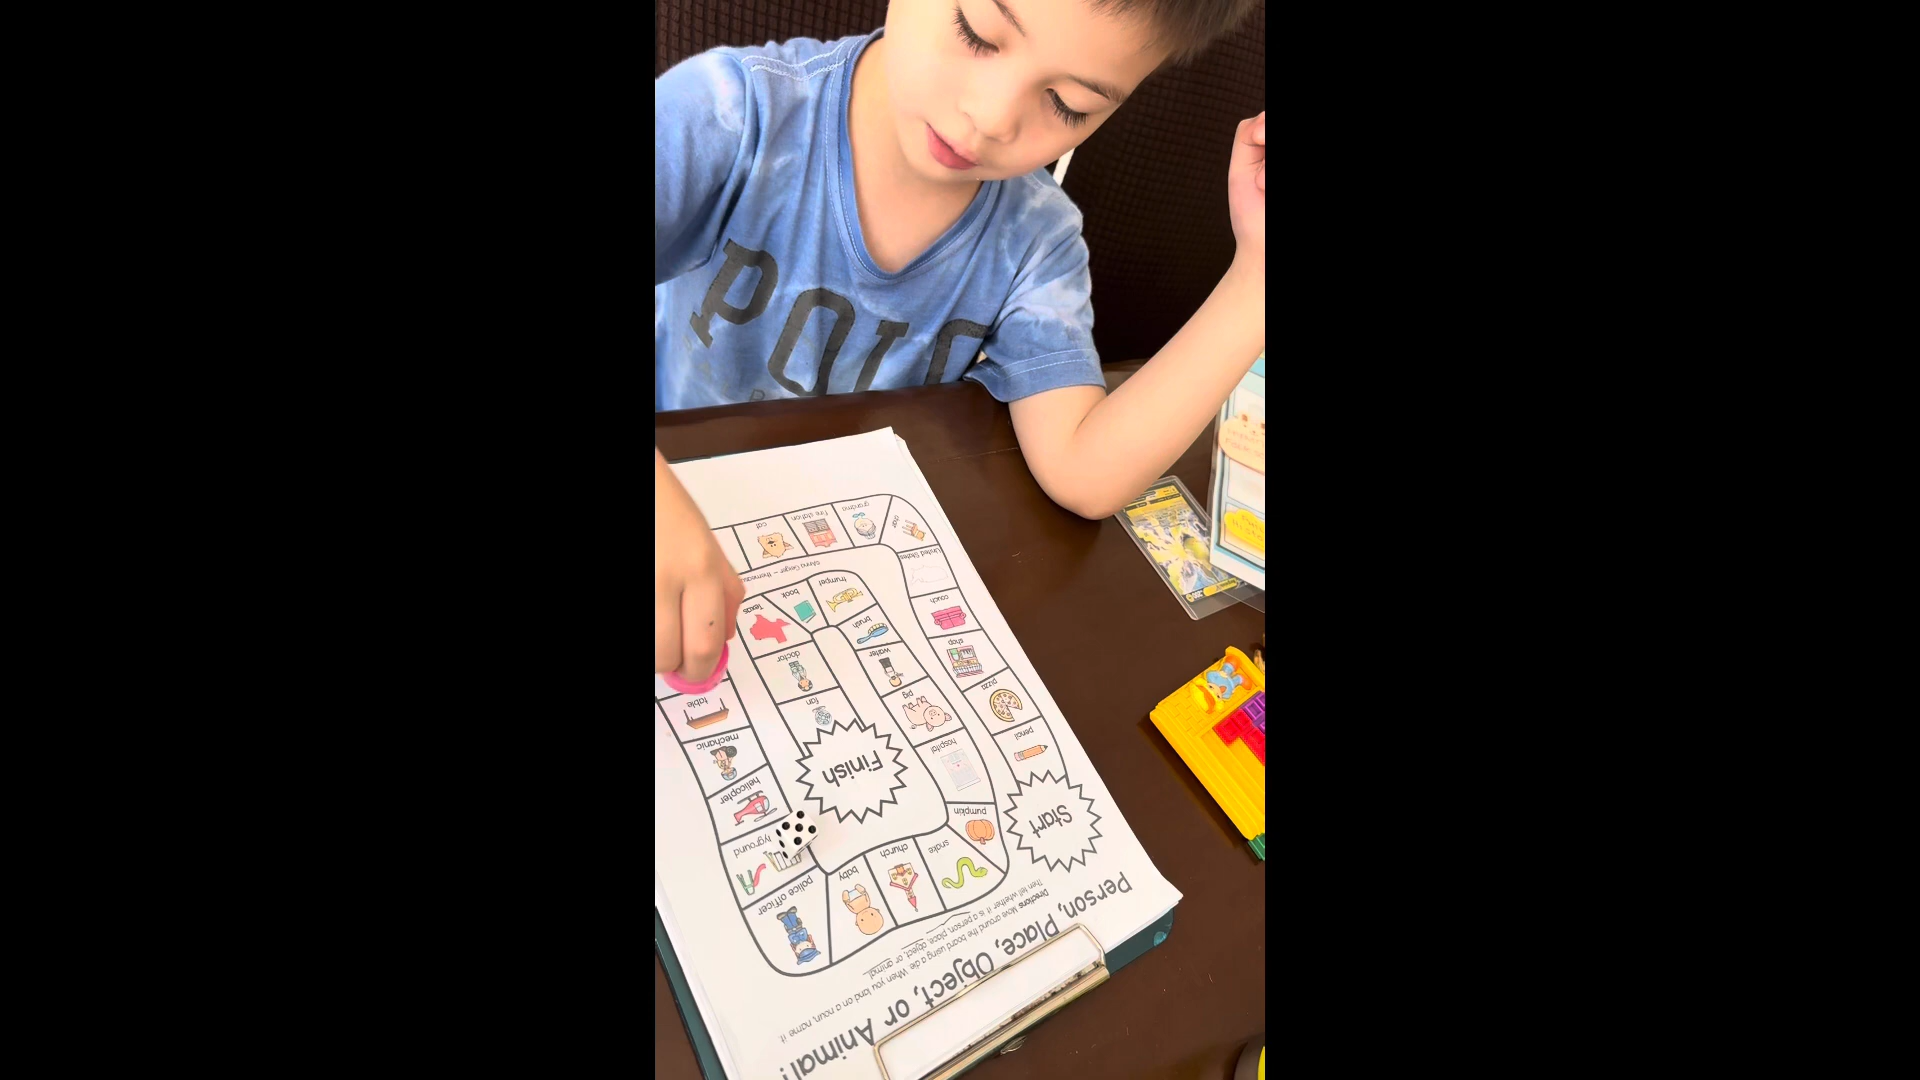 POLO
Person, Place, Object, or Animal!
Directions: Move around the board using a die. When you land on a noun, name it.
Then tell whether it is a person, place, object, or animal.
Start
pencil
pizza
shop
couch
United States
chair
grandma
fire station
cat
table
mechanic
helicopter
yground
police officer
baby
church
snake
pumpkin
hospital
pig
waiter
brush
trumpet
book
Texas
doctor
fan
Finish